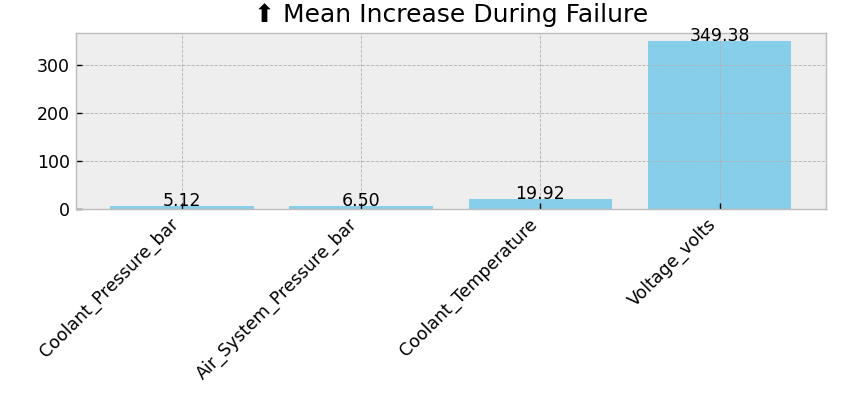 ⬆ Mean Increase During Failure
349.38
300
200
100
5.12
6.50
19.92
0
Coolant_Pressure_bar
Air_System_Pressure_bar
Coolant_Temperature
Voltage_volts